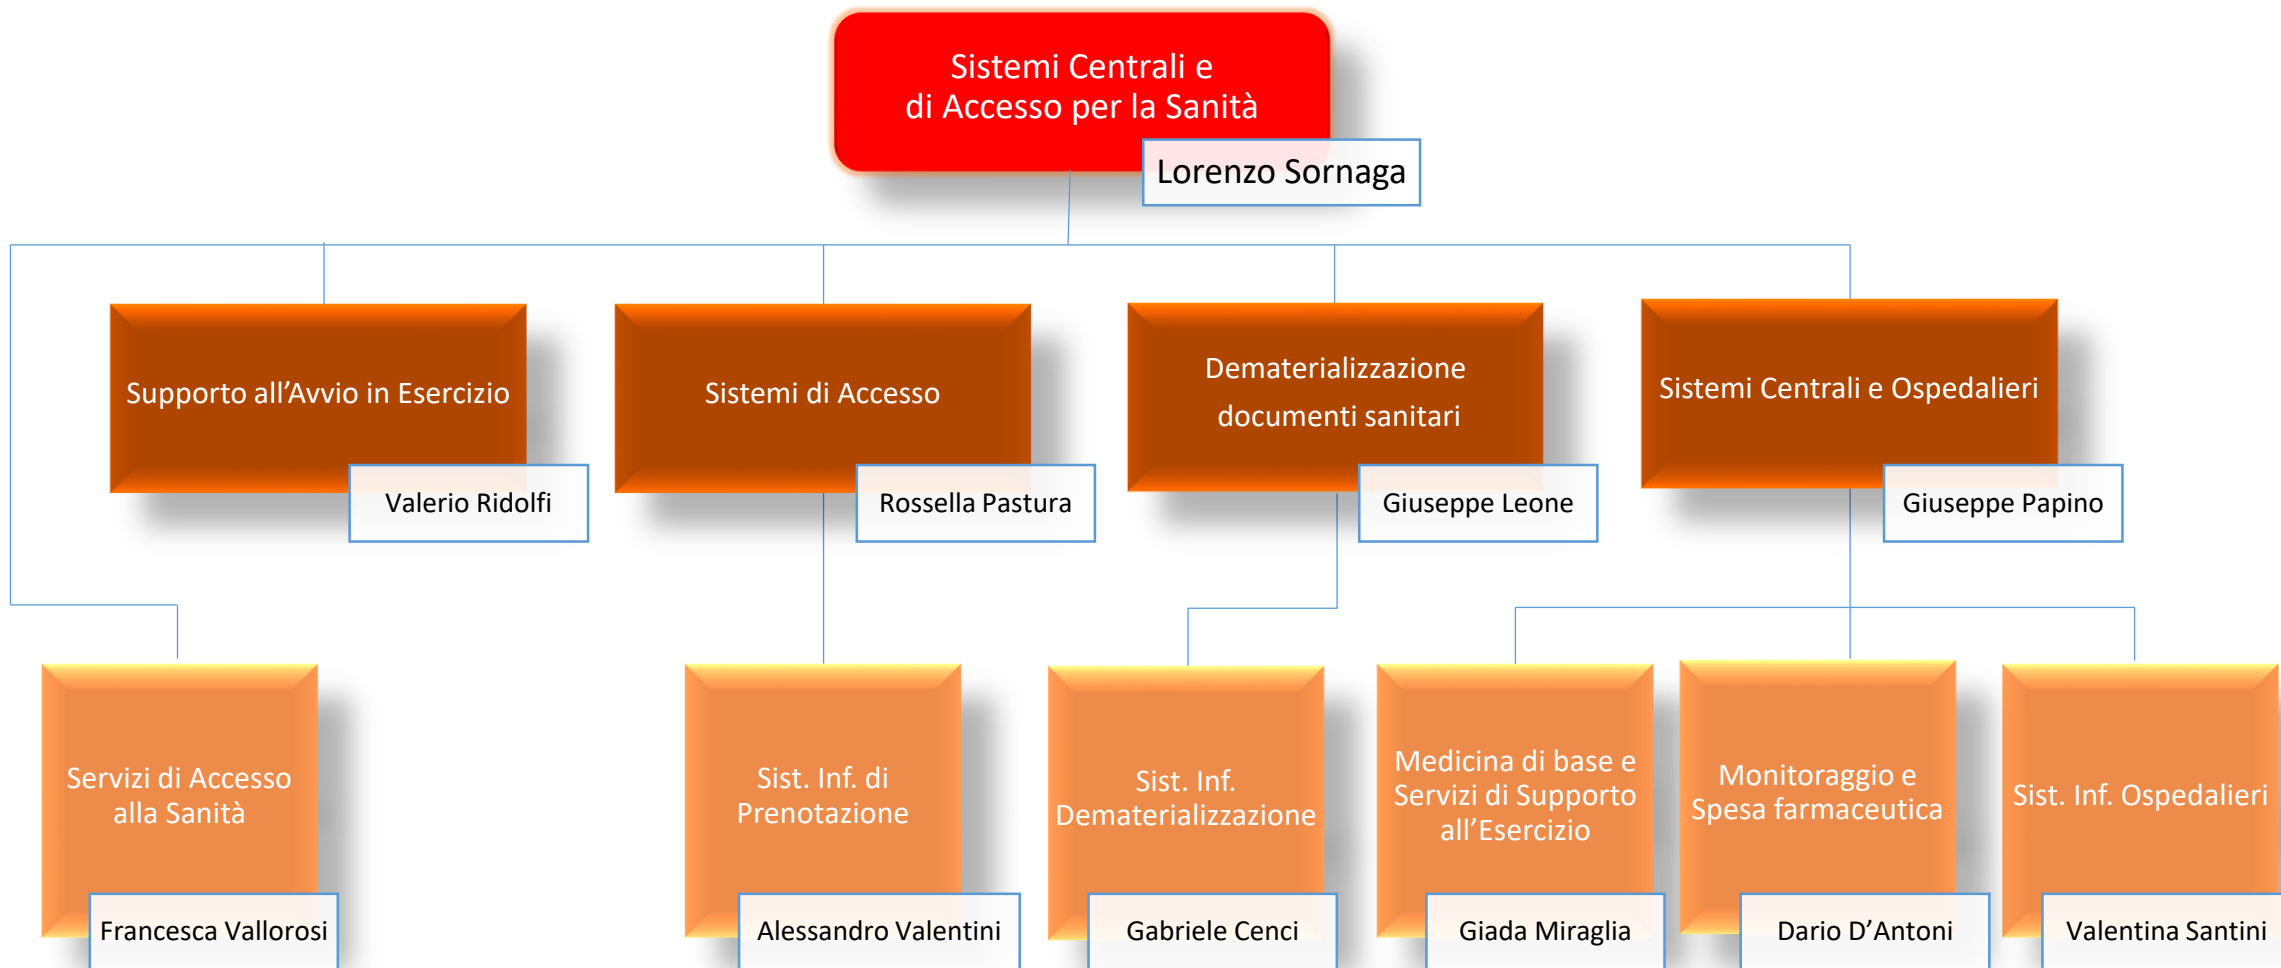 Sistemi Centrali e
di Accesso per la Sanità
Lorenzo Sornaga
Supporto all’Avvio in Esercizio
Valerio Ridolfi
Sistemi di Accesso
Rossella Pastura
Dematerializzazione
documenti sanitari
Giuseppe Leone
Sistemi Centrali e Ospedalieri
Giuseppe Papino
Servizi di Accesso
alla Sanità
Francesca Vallorosi
Sist. Inf. di
Prenotazione
Alessandro Valentini
Sist. Inf.
Dematerializzazione
Gabriele Cenci
Medicina di base e
Servizi di Supporto
all’Esercizio
Giada Miraglia
Monitoraggio e
Spesa farmaceutica
Dario D’Antoni
Sist. Inf. Ospedalieri
Valentina Santini